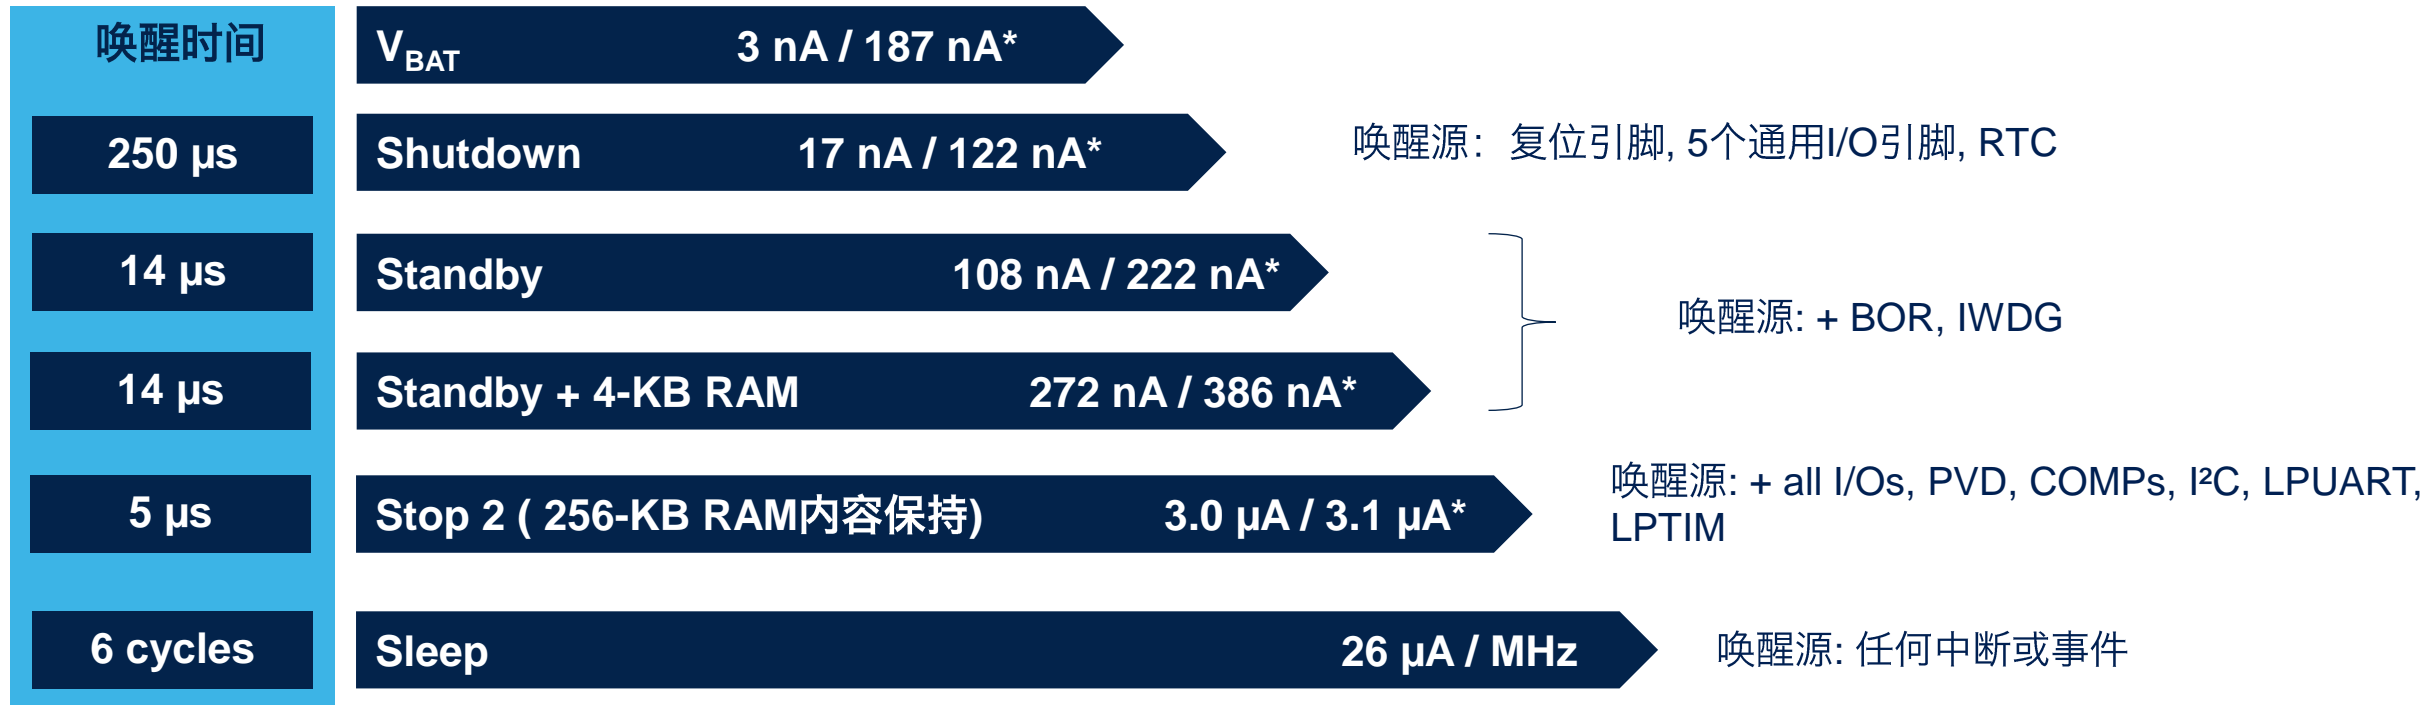 唤醒时间
VBAT 3 nA / 187 nA*
250 µs
Shutdown 17 nA / 122 nA*
唤醒源： 复位引脚, 5个通用I/O引脚, RTC
14 µs
Standby 108 nA / 222 nA*
唤醒源: + BOR, IWDG
14 µs
Standby + 4-KB RAM 272 nA / 386 nA*
5 µs
Stop 2 ( 256-KB RAM内容保持) 3.0 µA / 3.1 µA*
唤醒源: + all I/Os, PVD, COMPs, I²C, LPUART,
LPTIM
6 cycles
Sleep 26 µA / MHz
唤醒源: 任何中断或事件